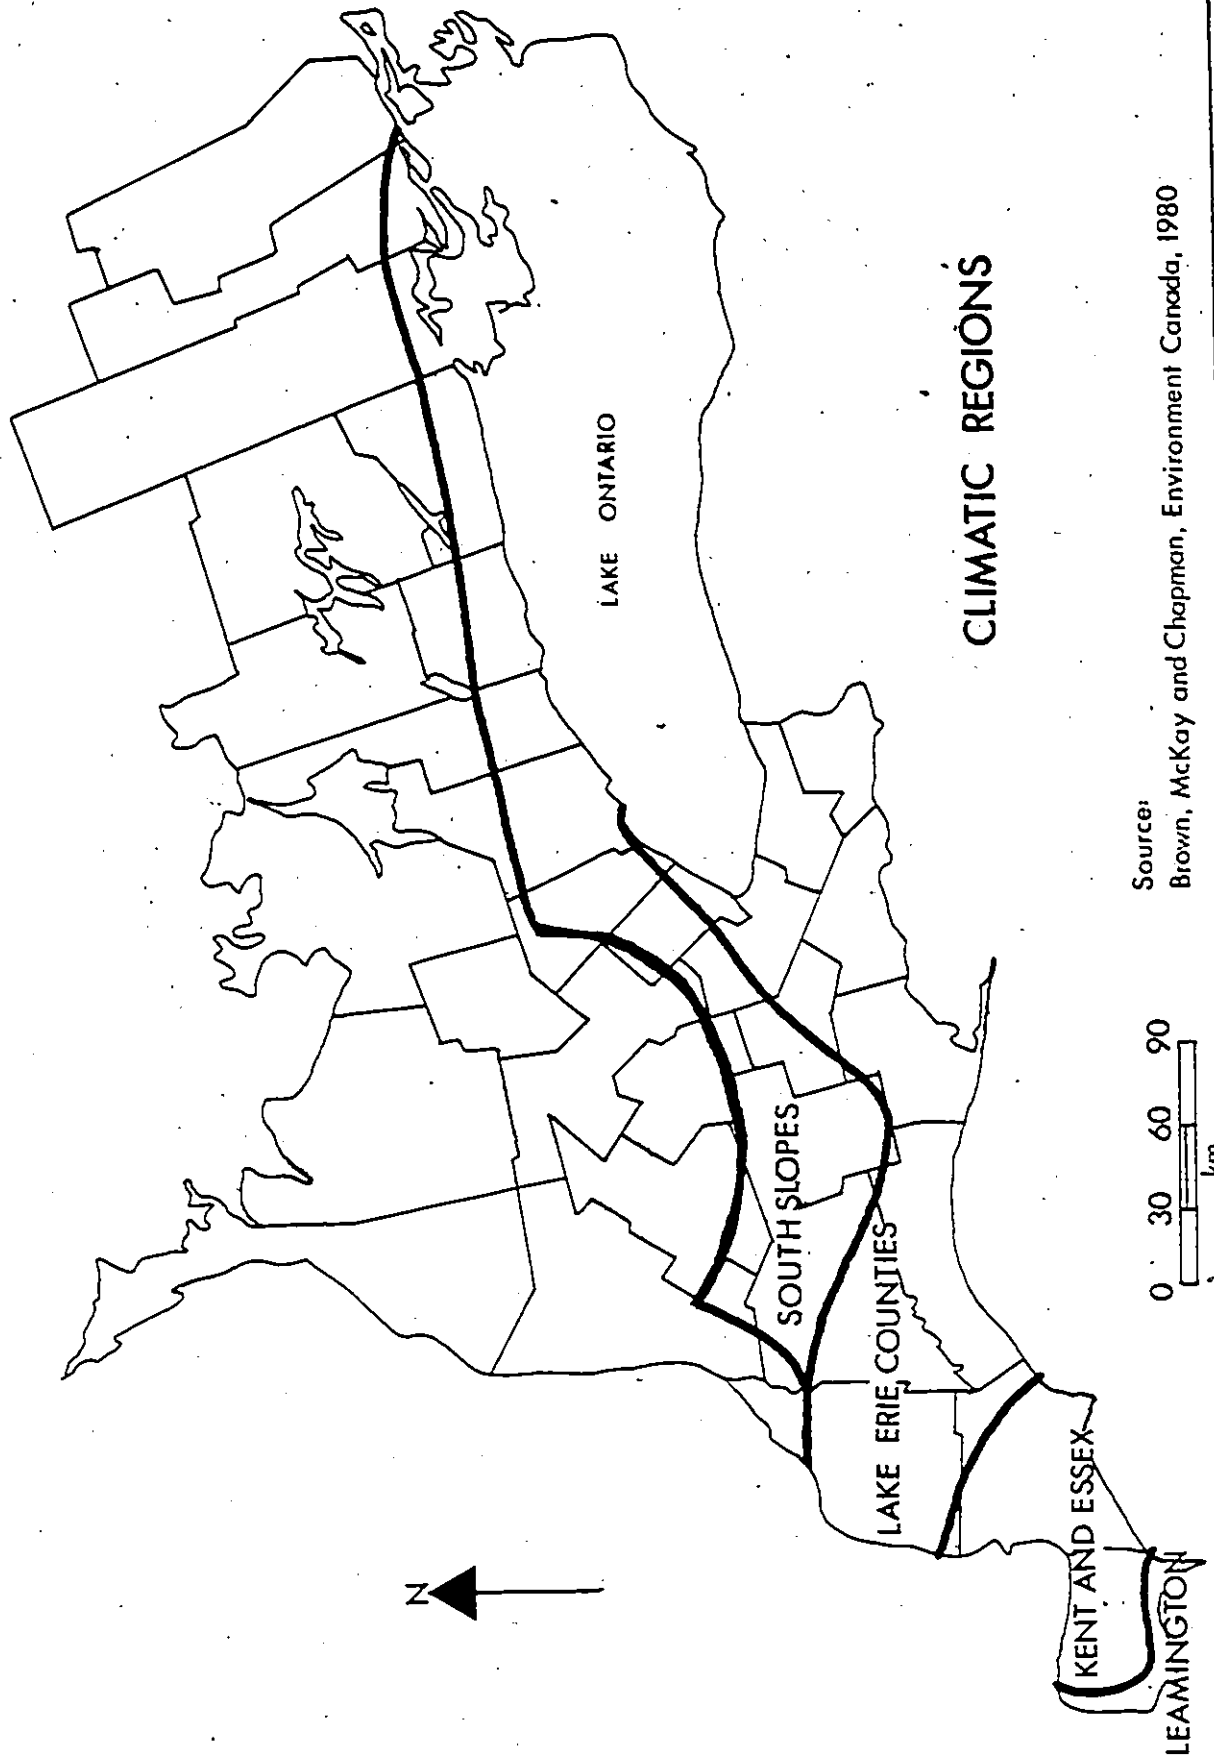 N
LAKE ONTARIO
SOUTH SLOPES
LAKE ERIE COUNTIES
KENT AND ESSEX
LEAMINGTON
CLIMATIC REGIONS
0 30 60 90
km
Source:
Brown, McKay and Chapman, Environment Canada, 1980